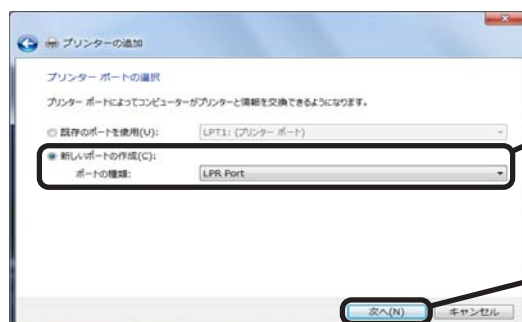 プリンターの追加
プリンター ポートの選択
プリンター ポートによってコンピューターがプリンターと情報を交換できるようになります。
既存のポートを使用(U): LPT1: (プリンター ポート)
新しいポートの作成(C):
ポートの種類: LPR Port
次へ(N) キャンセル